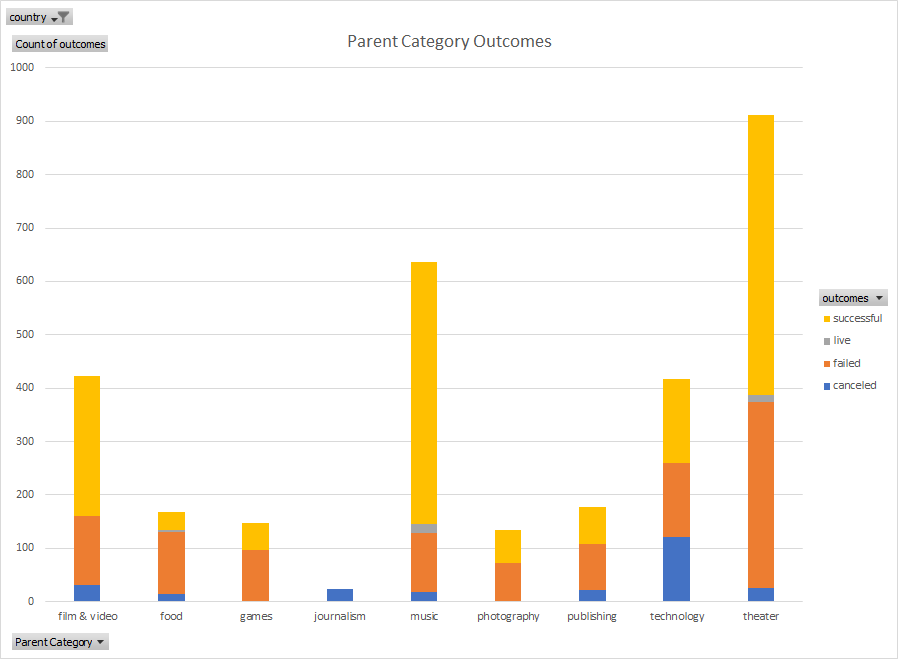 country
Count of outcomes
Parent Category Outcomes
1000
900
800
700
600
500
400
300
200
100
0
film & video food games journalism music photography publishing technology theater
outcomes
successful
live
failed
canceled
Parent Category